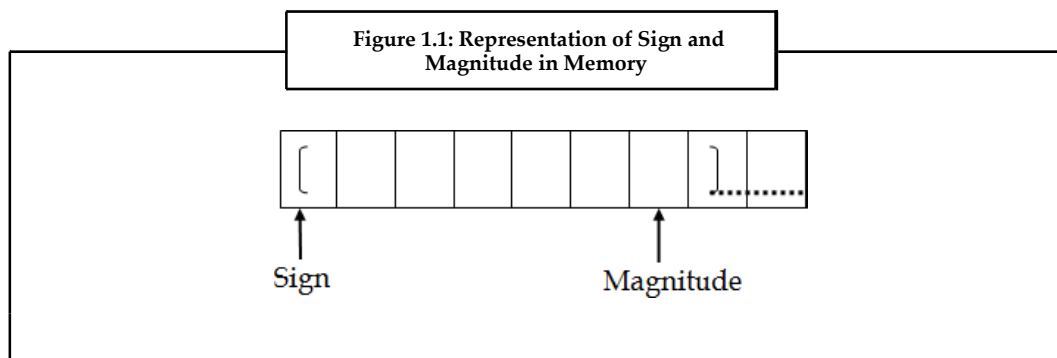 Figure 1.1: Representation of Sign and
Magnitude in Memory
Sign
Magnitude